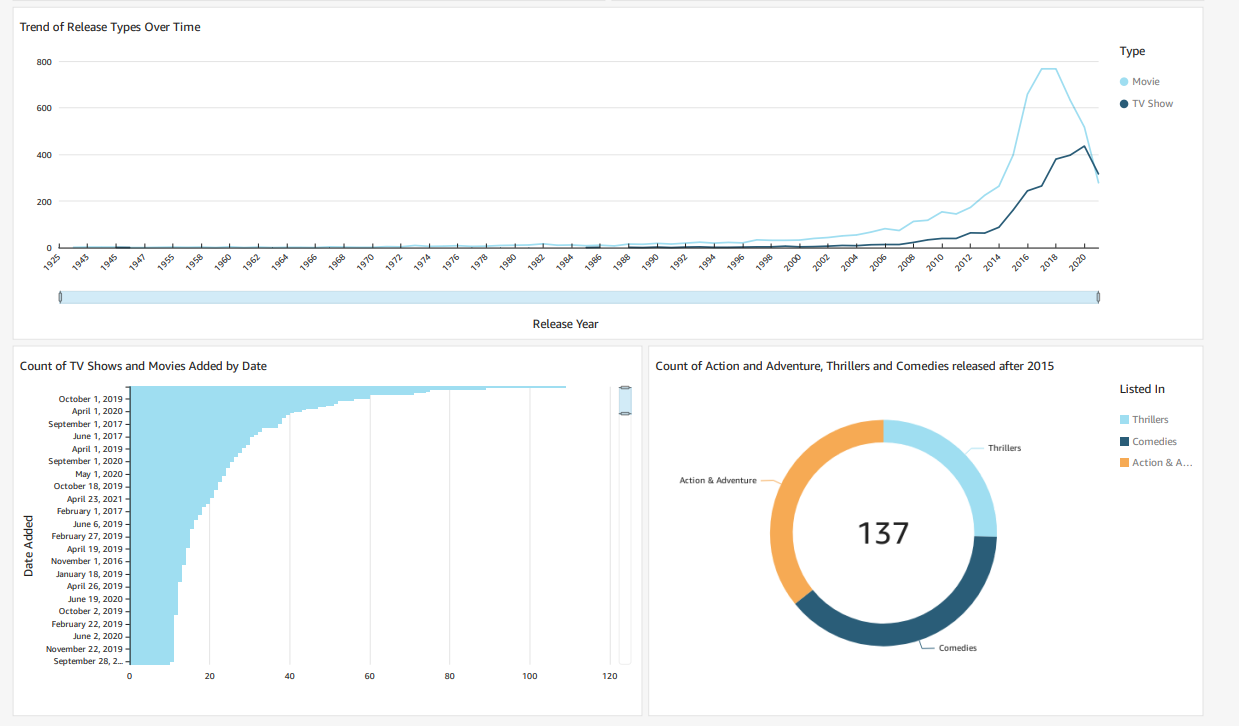 Trend of Release Types Over Time
Type
Movie
TV Show
800
600
400
200
0
1925 1943 1945 1947 1955 1958 1960 1962 1964 1966 1968 1970 1972 1974 1976 1978 1980 1982 1984 1986 1988 1990 1992 1994 1996 1998 2000 2002 2004 2006 2008 2010 2012 2014 2016 2018 2020
Release Year
Count of TV Shows and Movies Added by Date
Date Added
October 1, 2019
April 1, 2020
September 1, 2017
June 1, 2017
April 1, 2019
September 1, 2020
May 1, 2020
October 18, 2019
April 23, 2021
February 1, 2017
June 6, 2019
February 27, 2019
April 19, 2019
November 1, 2016
January 18, 2019
April 26, 2019
June 19, 2020
October 2, 2019
February 22, 2019
June 2, 2020
November 22, 2019
September 28, 2...
0 20 40 60 80 100 120
Count of Action and Adventure, Thrillers and Comedies released after 2015
Listed In
Thrillers
Comedies
Action & A...
Thrillers
Action & Adventure
137
Comedies